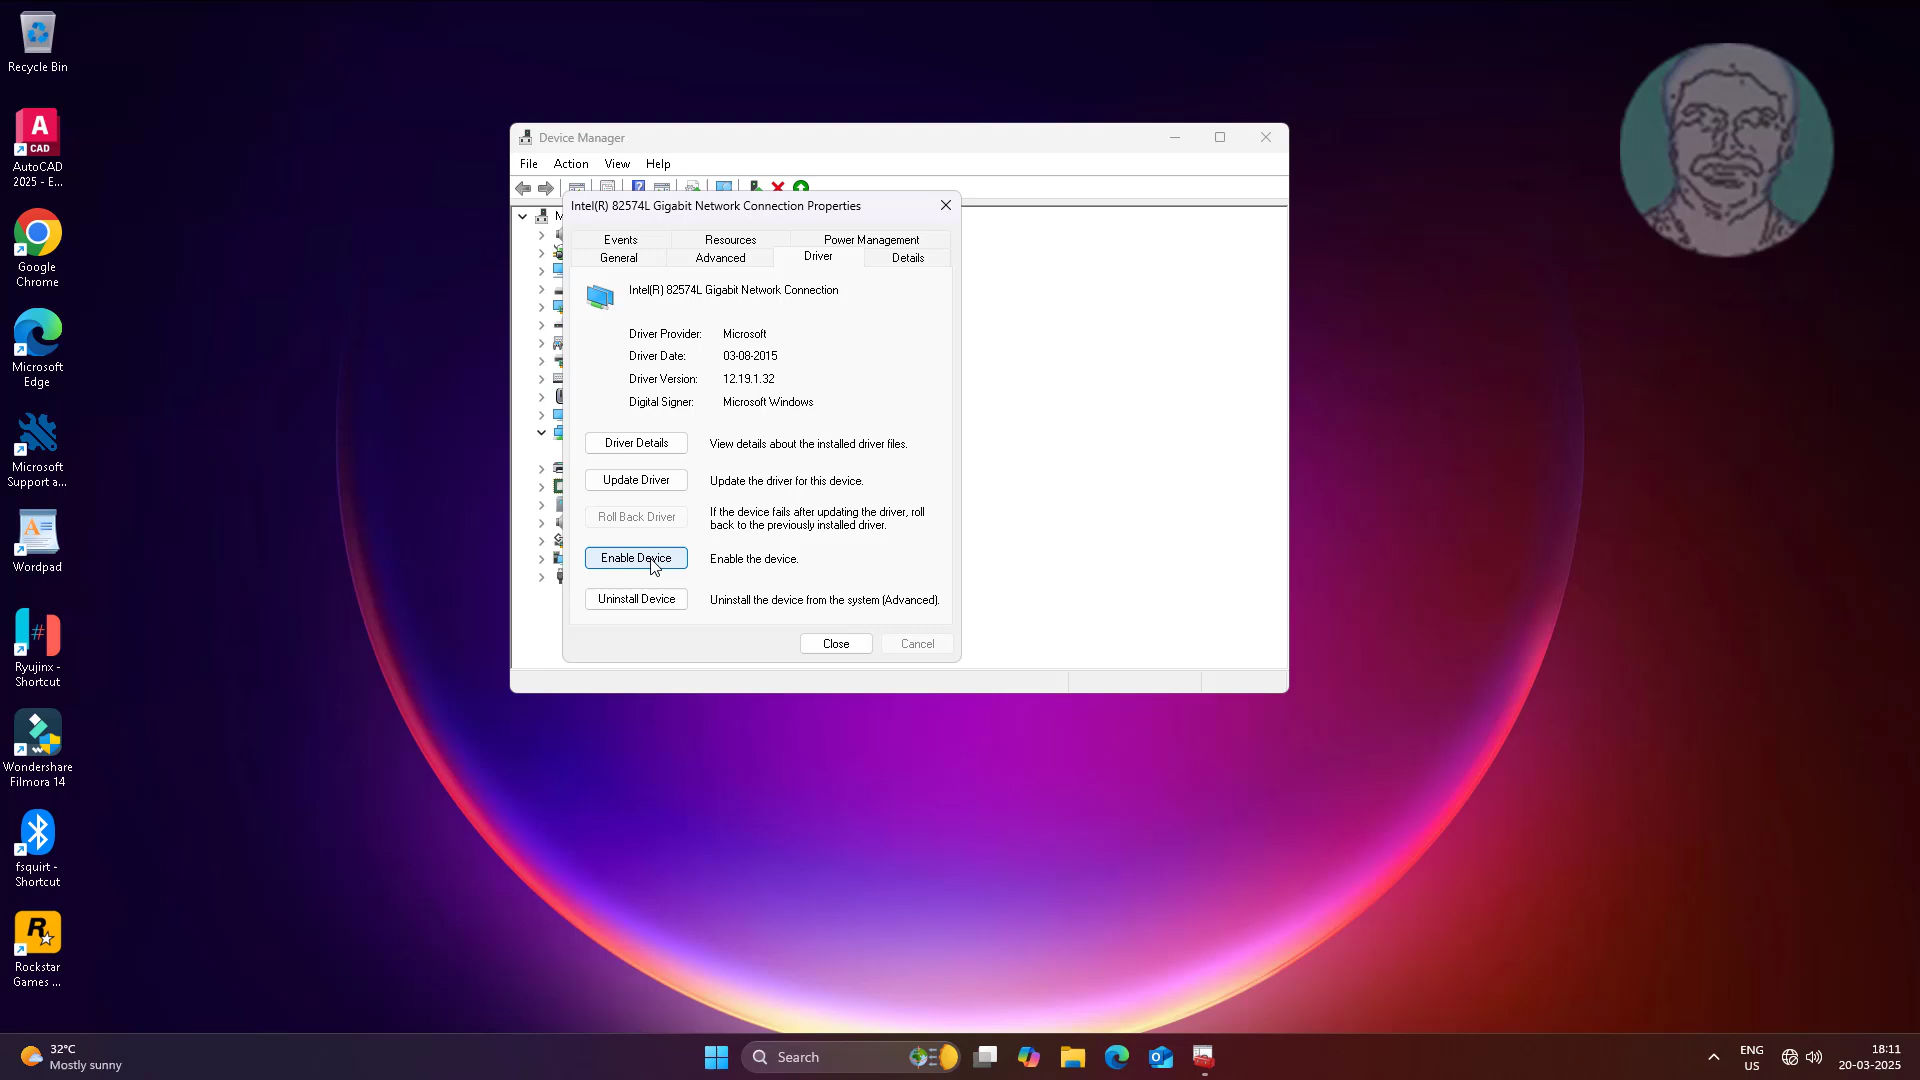 Recycle Bin
A
CAD
AutoCAD
2025 - E...
Google
Chrome
Microsoft
Edge
Microsoft
Support a...
Wordpad
Ryujinx -
Shortcut
Wondershare
Filmora 14
fsquirt -
Shortcut
Rockstar
Games ...
Device Manager
File Action View Help
Intel(R) 82574L Gigabit Network Connection Properties
Events Resources Power Management
General Advanced Driver Details
Intel(R) 82574L Gigabit Network Connection
Driver Provider: Microsoft
Driver Date: 03-08-2015
Driver Version: 12.19.1.32
Digital Signer: Microsoft Windows
Driver Details View details about the installed driver files.
Update Driver Update the driver for this device.
Roll Back Driver If the device fails after updating the driver, roll
back to the previously installed driver.
Enable Device Enable the device.
Uninstall Device Uninstall the device from the system (Advanced).
Close Cancel
32°C
Mostly sunny
Search
ENG
US
18:11
20-03-2025